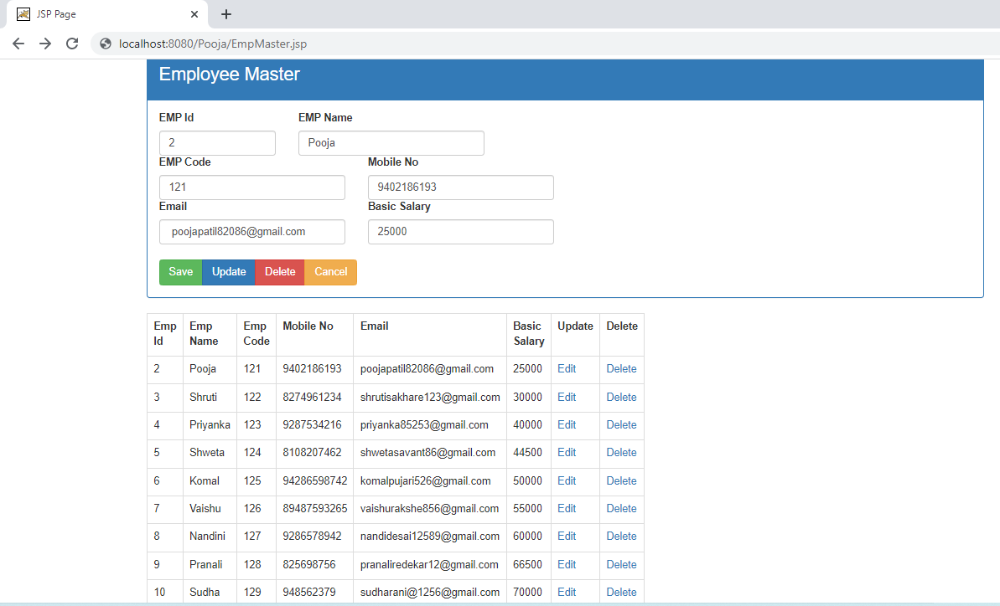 JSP Page
localhost:8080/Pooja/EmpMaster.jsp
Employee Master
EMP Id EMP Name
2 Pooja
EMP Code Mobile No
121 9402186193
Email Basic Salary
poojapatil82086@gmail.com 25000
Save Update Delete Cancel
Emp Id Emp Name Emp Code Mobile No Email Basic Salary Update Delete
2 Pooja 121 9402186193 poojapatil82086@gmail.com 25000 Edit Delete
3 Shruti 122 8274961234 shrutisakhare123@gmail.com 30000 Edit Delete
4 Priyanka 123 9287534216 priyanka85253@gmail.com 40000 Edit Delete
5 Shweta 124 8108207462 shwetasavant86@gmail.com 44500 Edit Delete
6 Komal 125 94286598742 komalpujari526@gmail.com 50000 Edit Delete
7 Vaishu 126 89487593265 vaishurakshe856@gmail.com 55000 Edit Delete
8 Nandini 127 9286578942 nandidesai12589@gmail.com 60000 Edit Delete
9 Pranali 128 825698756 pranaliredekar12@gmail.com 66500 Edit Delete
10 Sudha 129 948562379 sudharani@1256@gmail.com 70000 Edit Delete